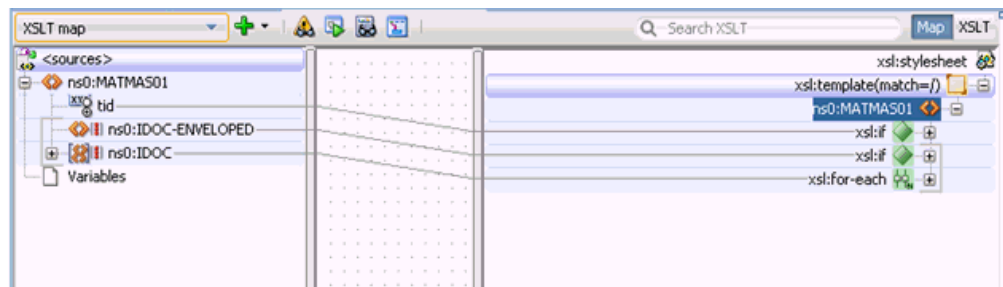 XSLT map
Search XSLT
Map XSLT
<sources>
xsl:stylesheet
ns0:MATMAS01
xsl:template(match=/)
tid
ns0:MATMAS01
ns0:IDOC-ENVELOPED
xsl:if
ns0:IDOC
xsl:if
Variables
xsl:for-each